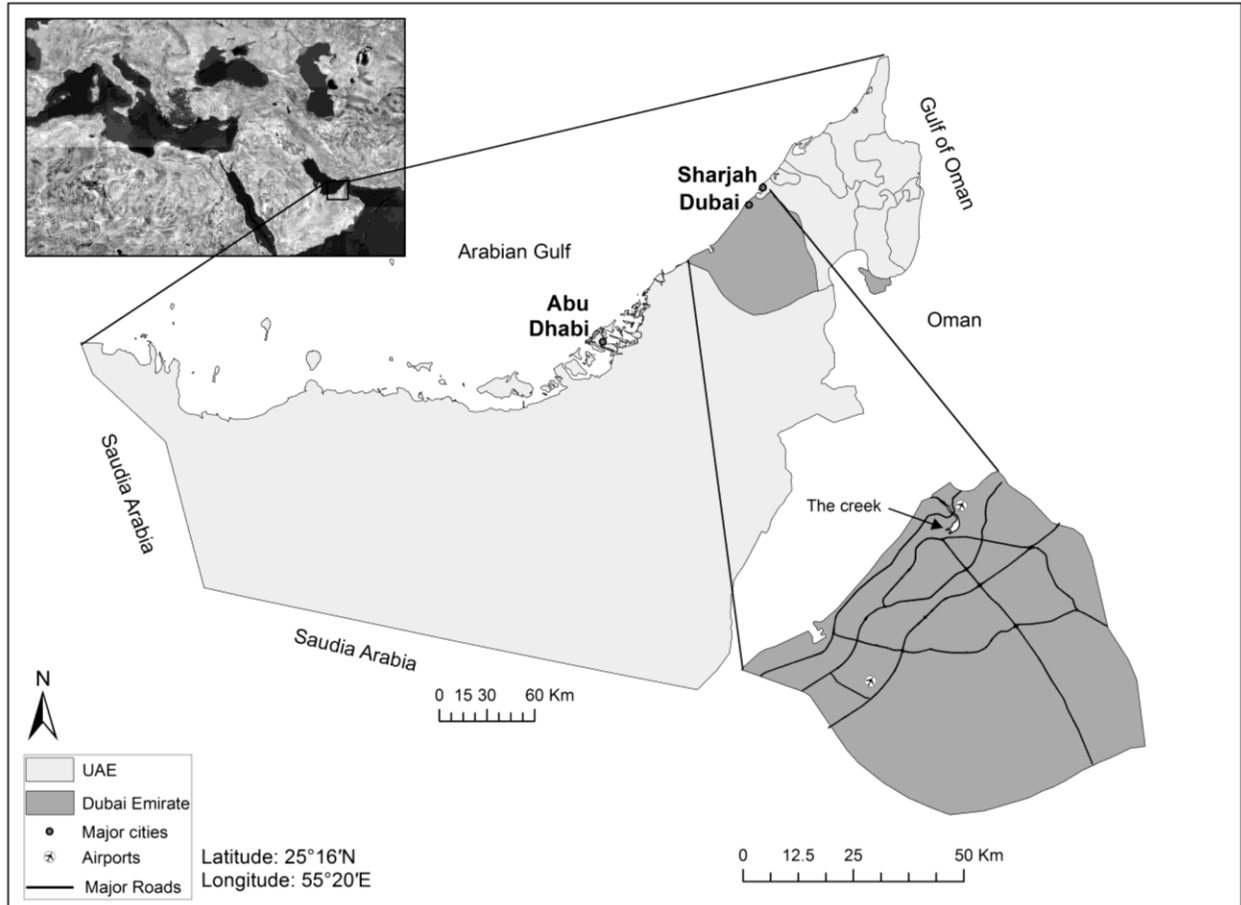 Gulf of Oman
Sharjah
Dubai
Arabian Gulf
Abu
Dhabi
Oman
Saudia Arabia
The creek
Saudia Arabia
N
0 15 30 60 Km
UAE
Dubai Emirate
Major cities
Airports
Major Roads
Latitude: 25°16′N
Longitude: 55°20′E
0 12.5 25 50 Km